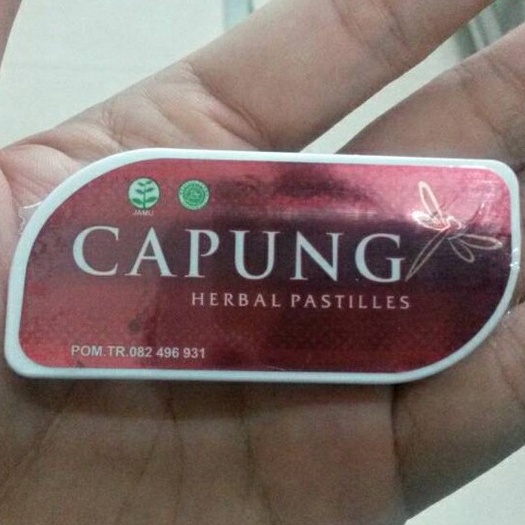 JAMU
CAPUNG
HERBAL PASTILLES
POM.TR.082 496 931